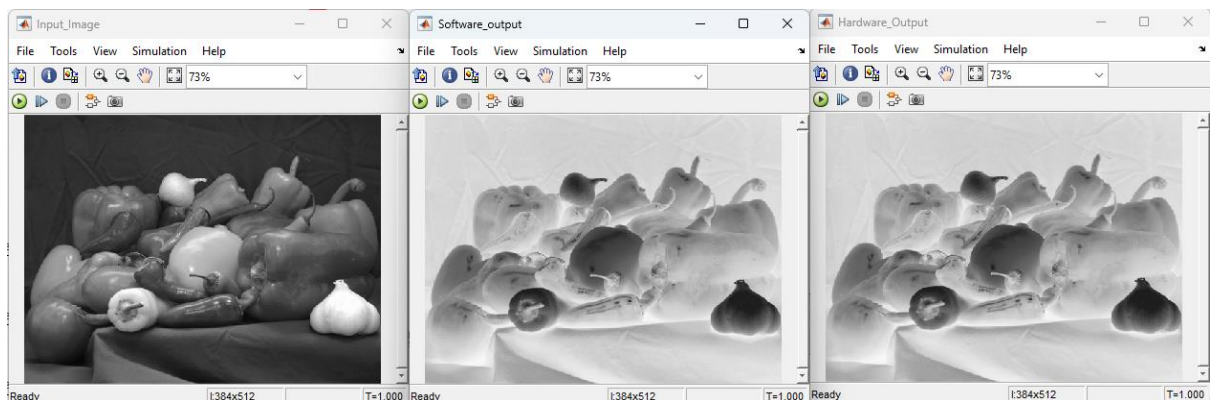 Input_Image
File Tools View Simulation Help
73%
Ready I:384x512 T=1.000
Software_output
File Tools View Simulation Help
73%
Ready I:384x512 T=1.000
Hardware_Output
File Tools View Simulation Help
73%
Ready I:384x512 T=1.000